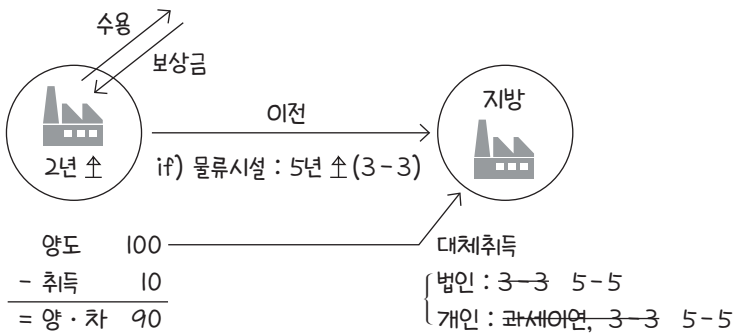 수용
보상금
지방
이전
2년 ↑
if) 물류시설 : 5년 ↑ (3-3)
양도 100
대체취득
- 취득 10
법인 : 3-3 5-5
= 양·차 90
개인 : 과세이연, 3-3 5-5